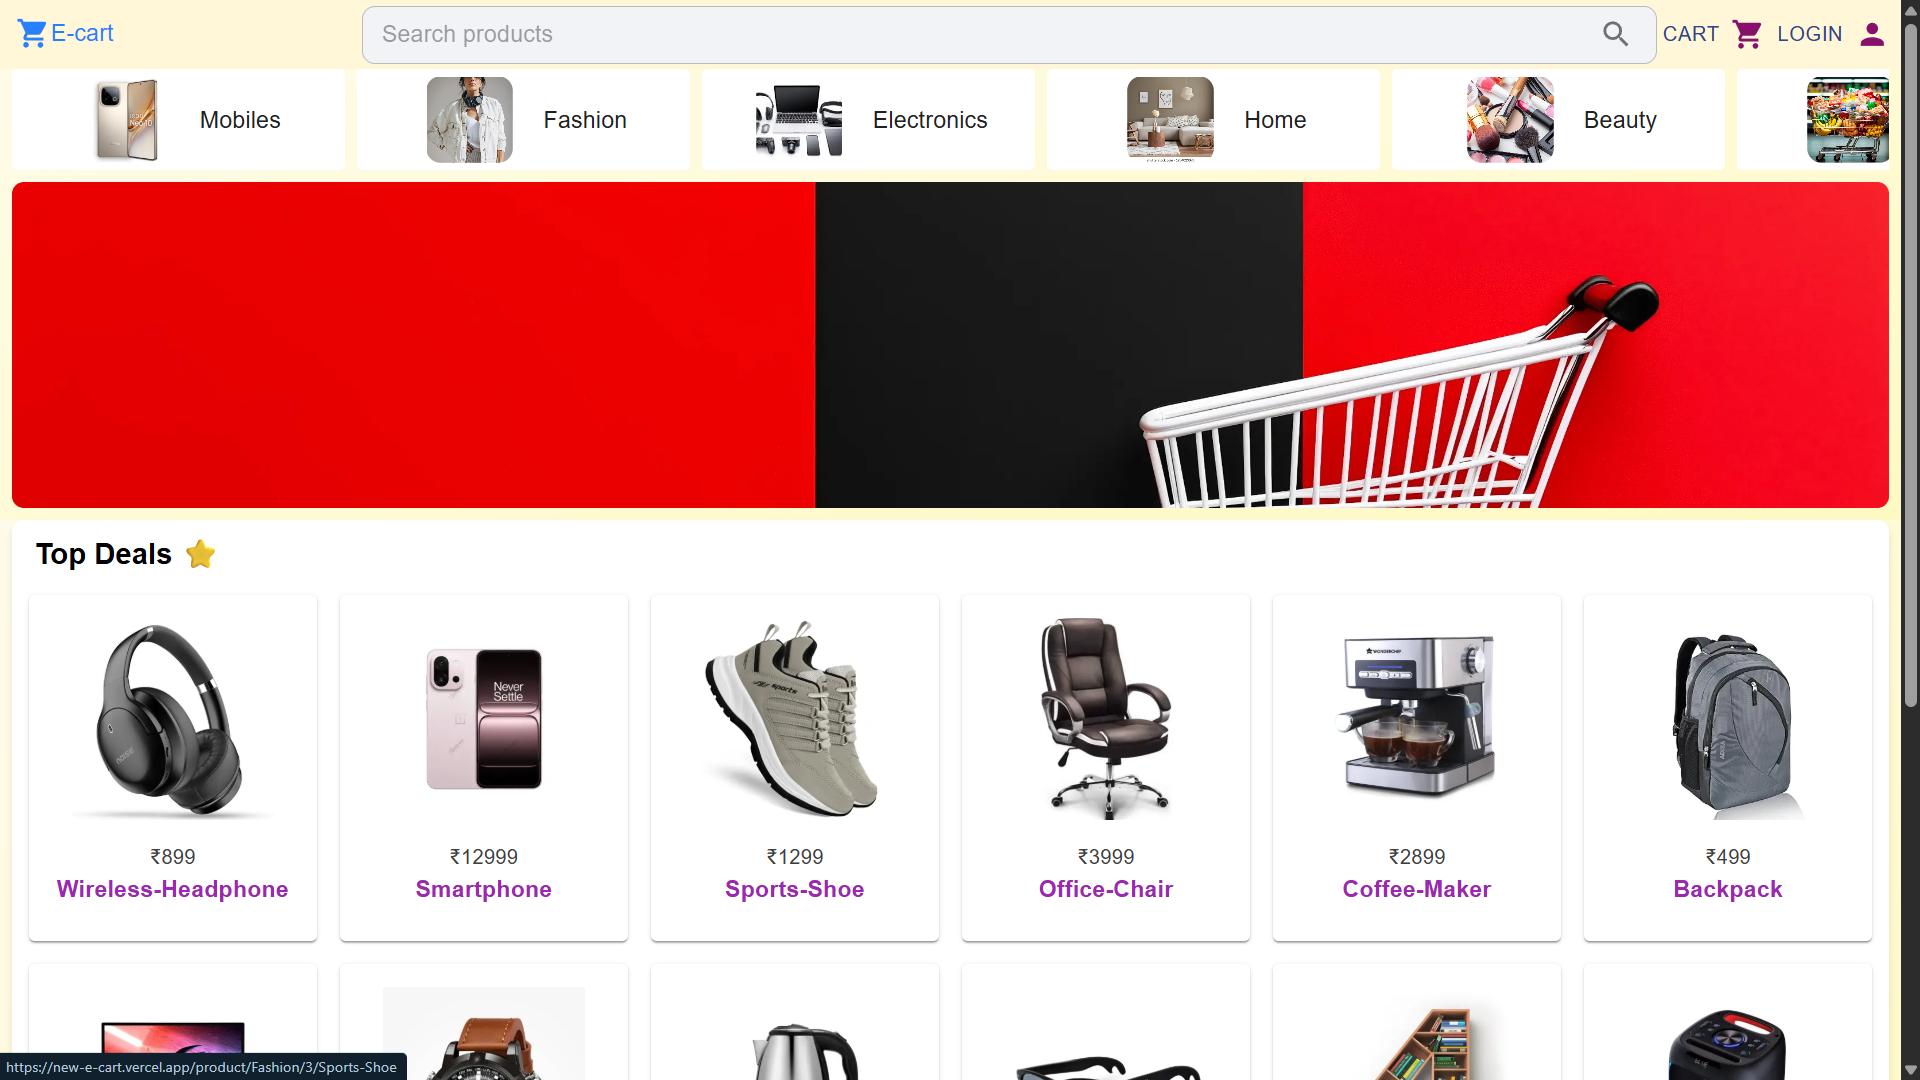 E-cart
Search products
CART
LOGIN
Mobiles
Fashion
Electronics
Home
Beauty
Top Deals
Never
Settle
sports
WONDERCHEF
₹899
₹12999
₹1299
₹3999
₹2899
₹499
Wireless-Headphone
Smartphone
Sports-Shoe
Office-Chair
Coffee-Maker
Backpack
https://new-e-cart.vercel.app/product/Fashion/3/Sports-Shoe